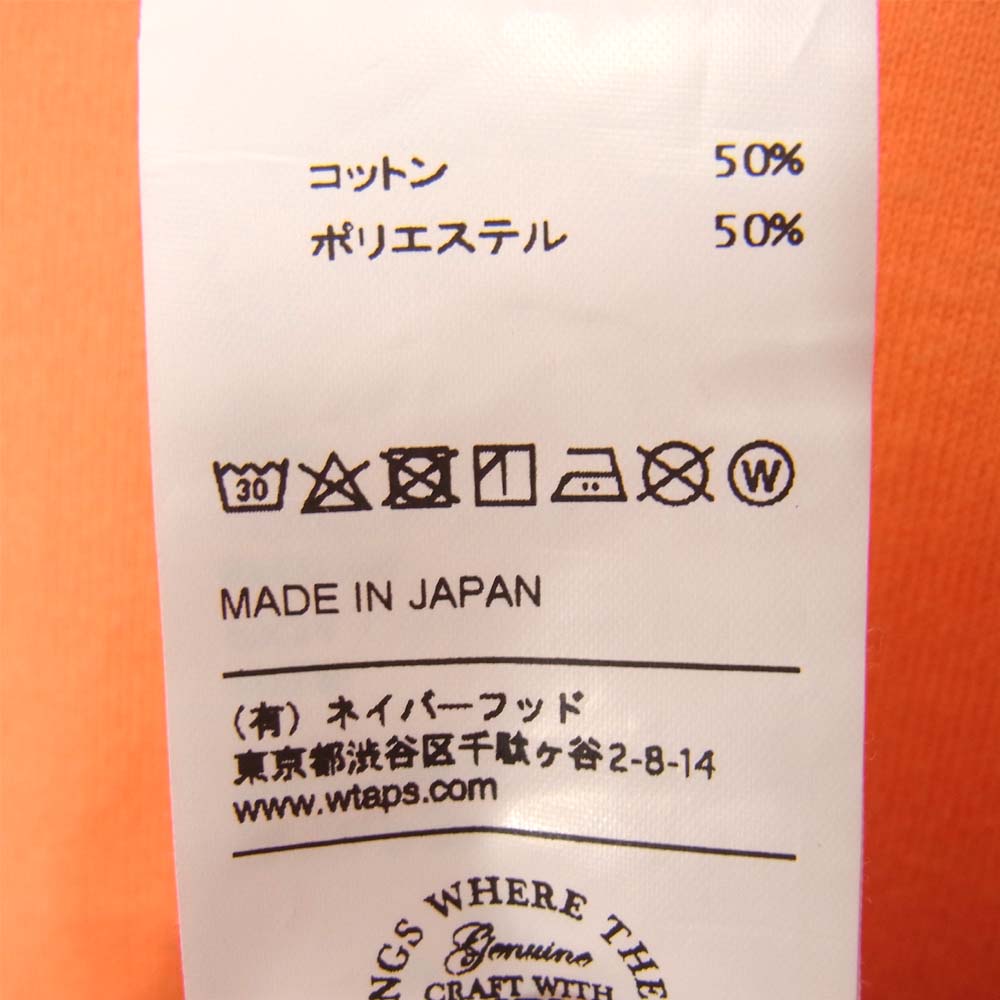 コットン 50%
ポリエステル 50%
30 W
MADE IN JAPAN
(有) ネイバーフッド
東京都渋谷区千駄ヶ谷2-8-14
www.wtaps.com
NGS WHERE THE
Genuine
CRAFT WITH